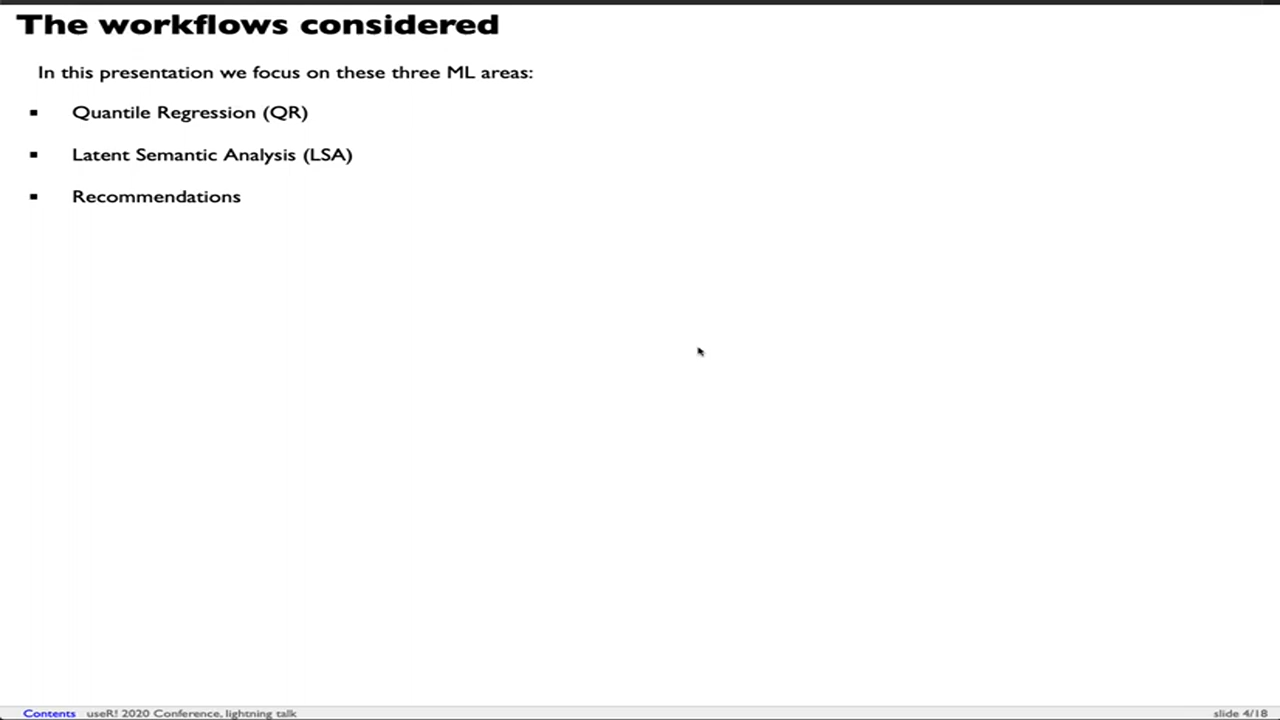 The workflows considered
In this presentation we focus on these three ML areas:
▪ Quantile Regression (QR)
▪ Latent Semantic Analysis (LSA)
▪ Recommendations
Contents useR! 2020 Conference, lightning talk slide 4/18